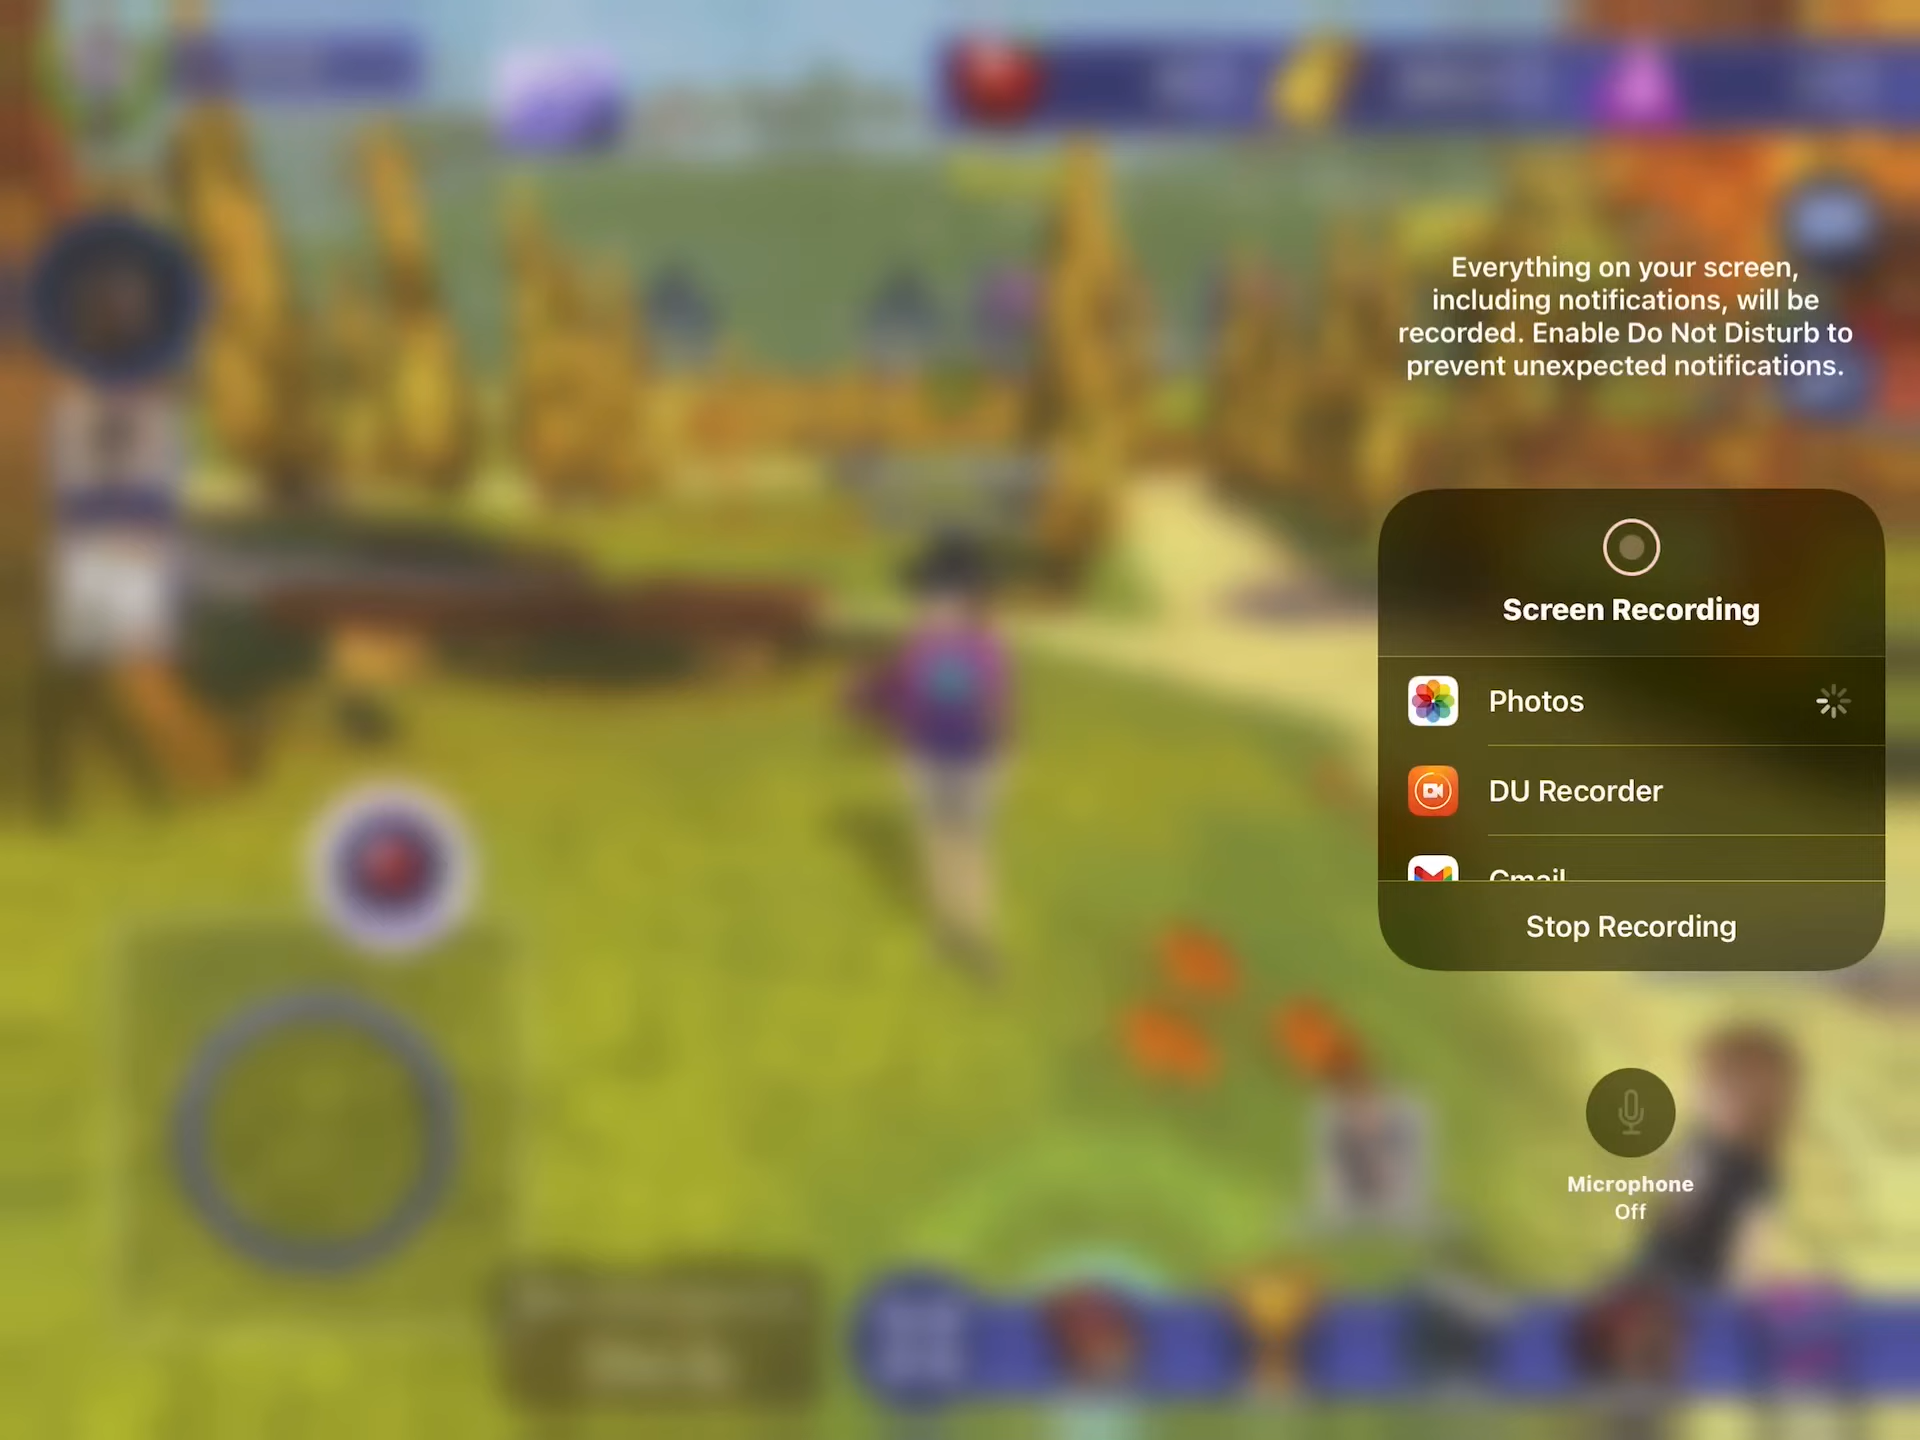 Everything on your screen,
including notifications, will be
recorded. Enable Do Not Disturb to
prevent unexpected notifications.
Screen Recording
Photos
DU Recorder
Gmail
Stop Recording
Microphone
Off